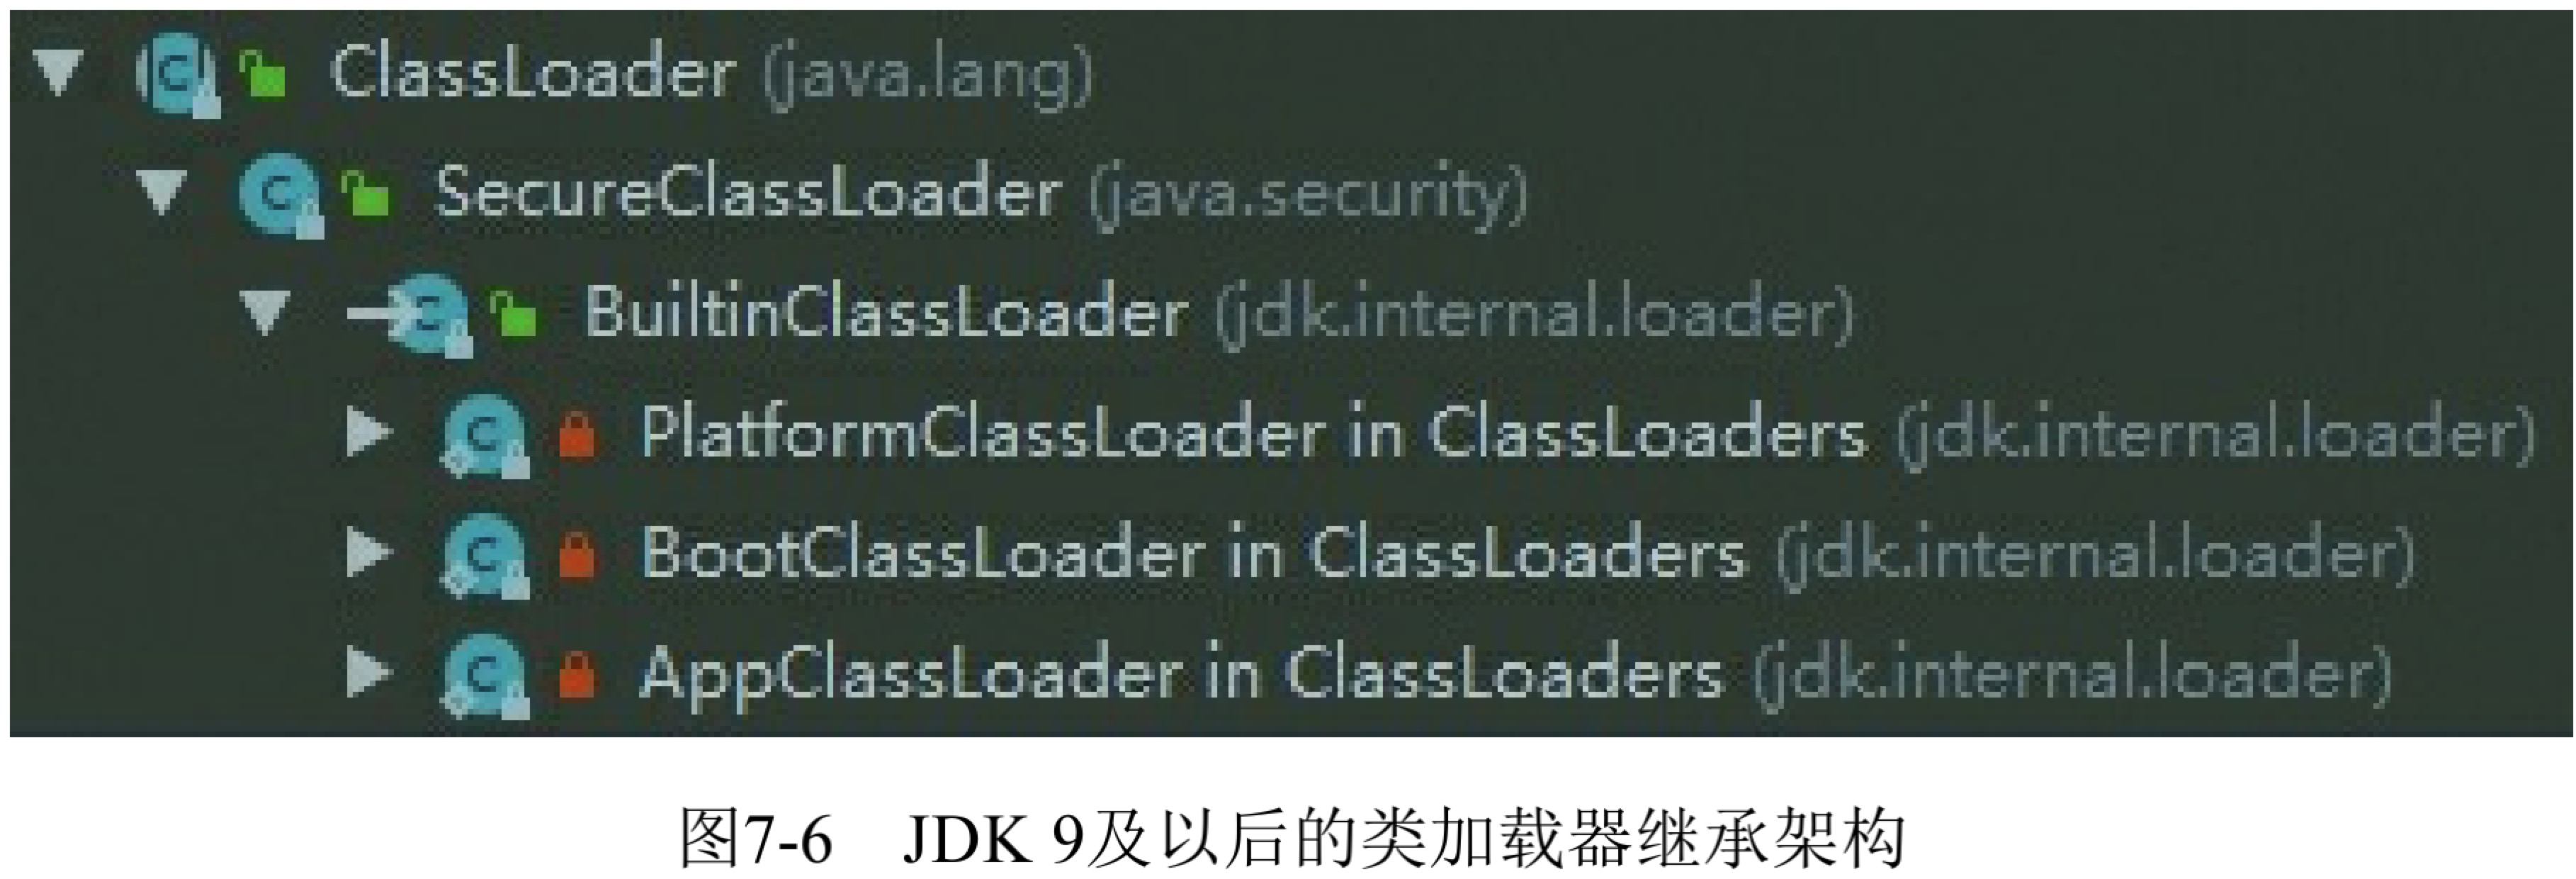 ClassLoader (java.lang)
SecureClassLoader (java.security)
BuiltinClassLoader (jdk.internal.loader)
PlatformClassLoader in ClassLoaders (jdk.internal.loader)
BootClassLoader in ClassLoaders (jdk.internal.loader)
AppClassLoader in ClassLoaders (jdk.internal.loader)
图7-6 JDK 9及以后的类加载器继承架构